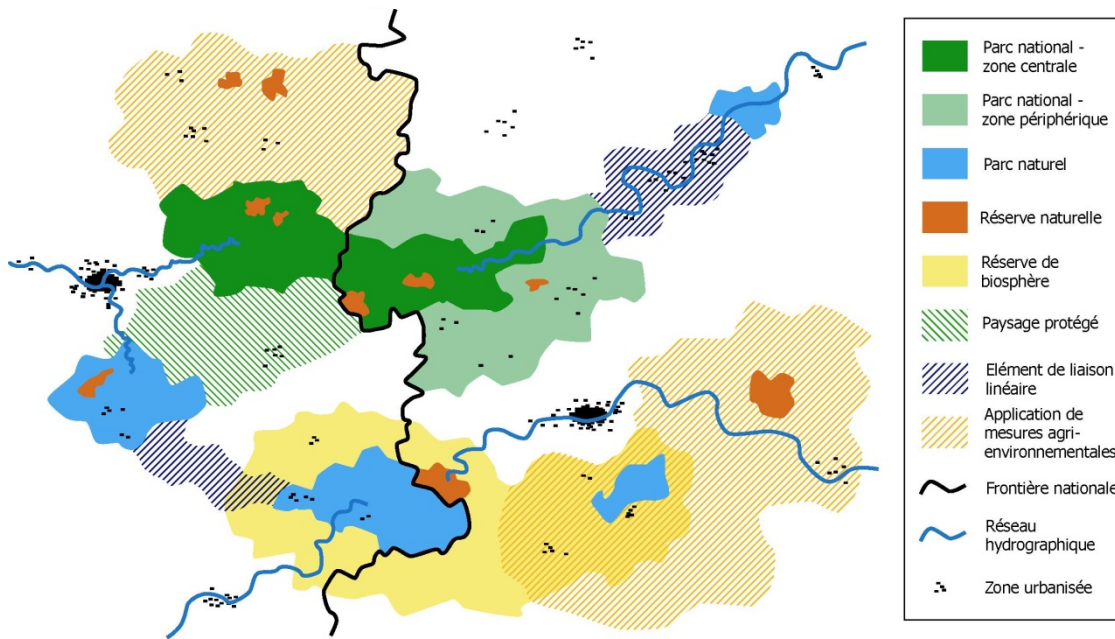 Parc national -
zone centrale
Parc national -
zone périphérique
Parc naturel
Réserve naturelle
Réserve de
biosphère
Paysage protégé
Elément de liaison
linéaire
Application de
mesures agri-
environnementales
Frontière nationale
Réseau
hydrographique
Zone urbanisée